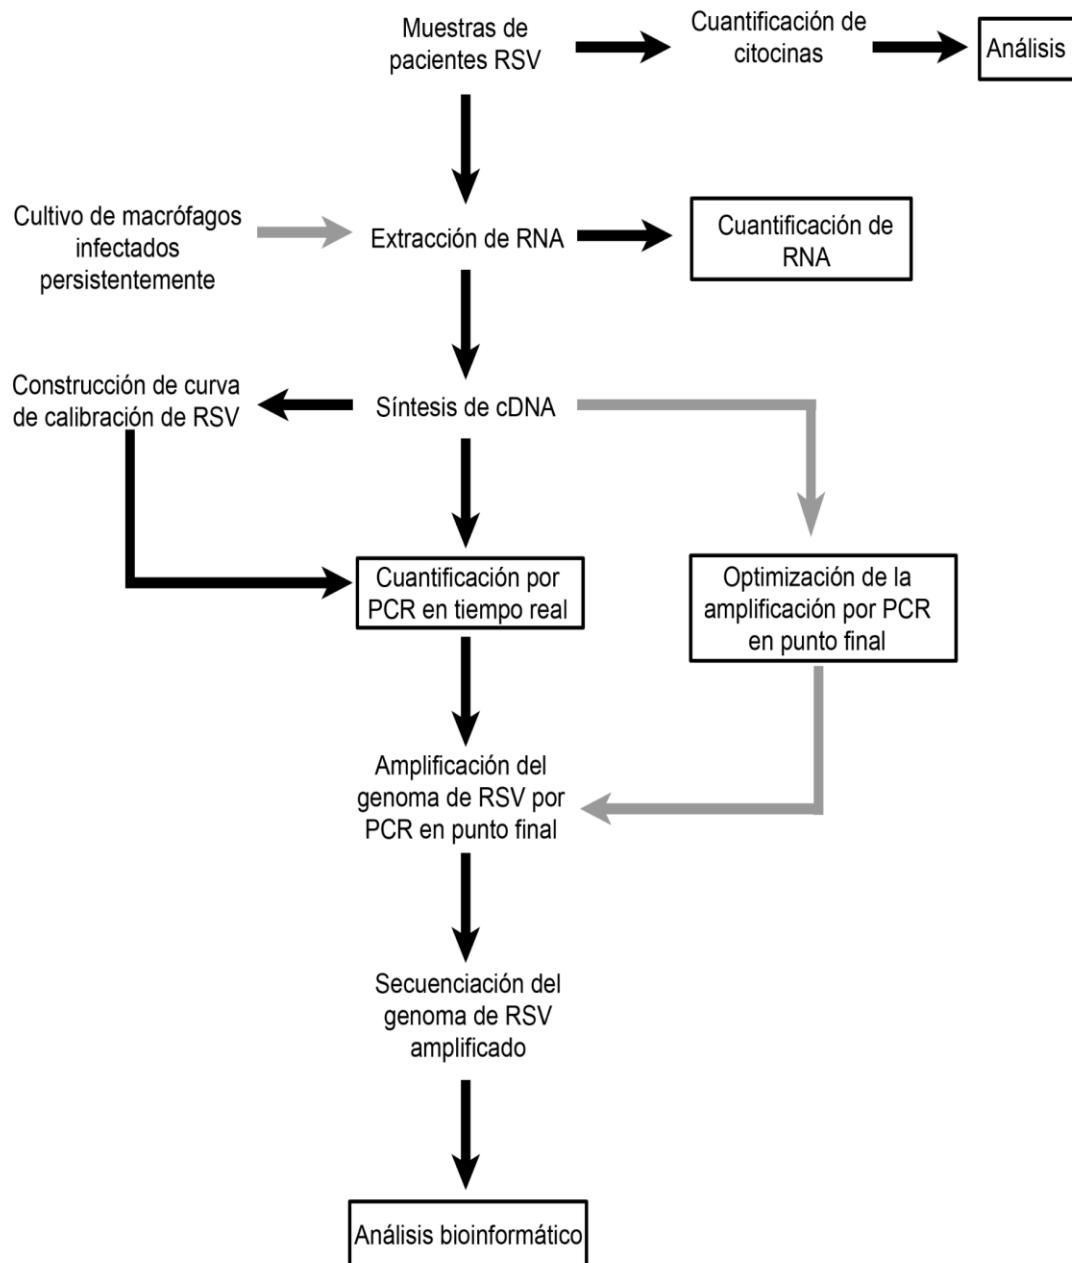 Muestras de
pacientes RSV
Cuantificación de
citocinas
Análisis
Cultivo de macrófagos
infectados
persistentemente
Extracción de RNA
Cuantificación de
RNA
Construcción de curva
de calibración de RSV
Síntesis de cDNA
Cuantificación por
PCR en tiempo real
Optimización de la
amplificación por PCR
en punto final
Amplificación del
genoma de RSV por
PCR en punto final
Secuenciación del
genoma de RSV
amplificado
Análisis bioinformático